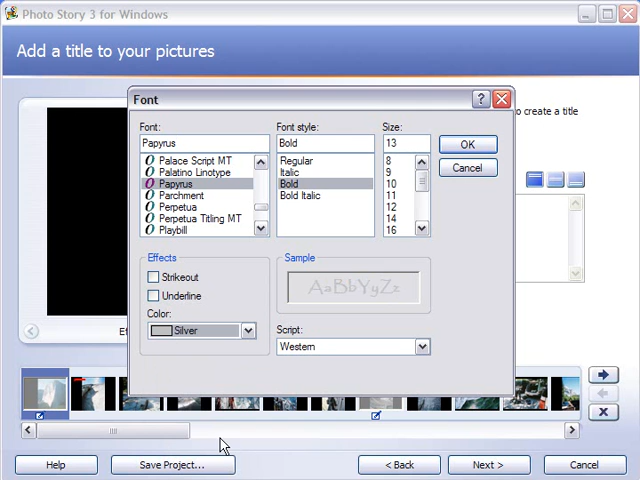 Photo Story 3 for Windows
Add a title to your pictures
o create a title
Font
Font:
Font style:
Size:
Papyrus
Bold
13
OK
Cancel
Palace Script MT
Palatino Linotype
Papyrus
Parchment
Perpetua
Perpetua Titling MT
Playbill
Regular
Italic
Bold
Bold Italic
8
9
10
11
12
14
16
Effects
Strikeout
Underline
Color:
Silver
Sample
AaBbYyZz
Script:
Western
Ef
Help
Save Project...
< Back
Next >
Cancel